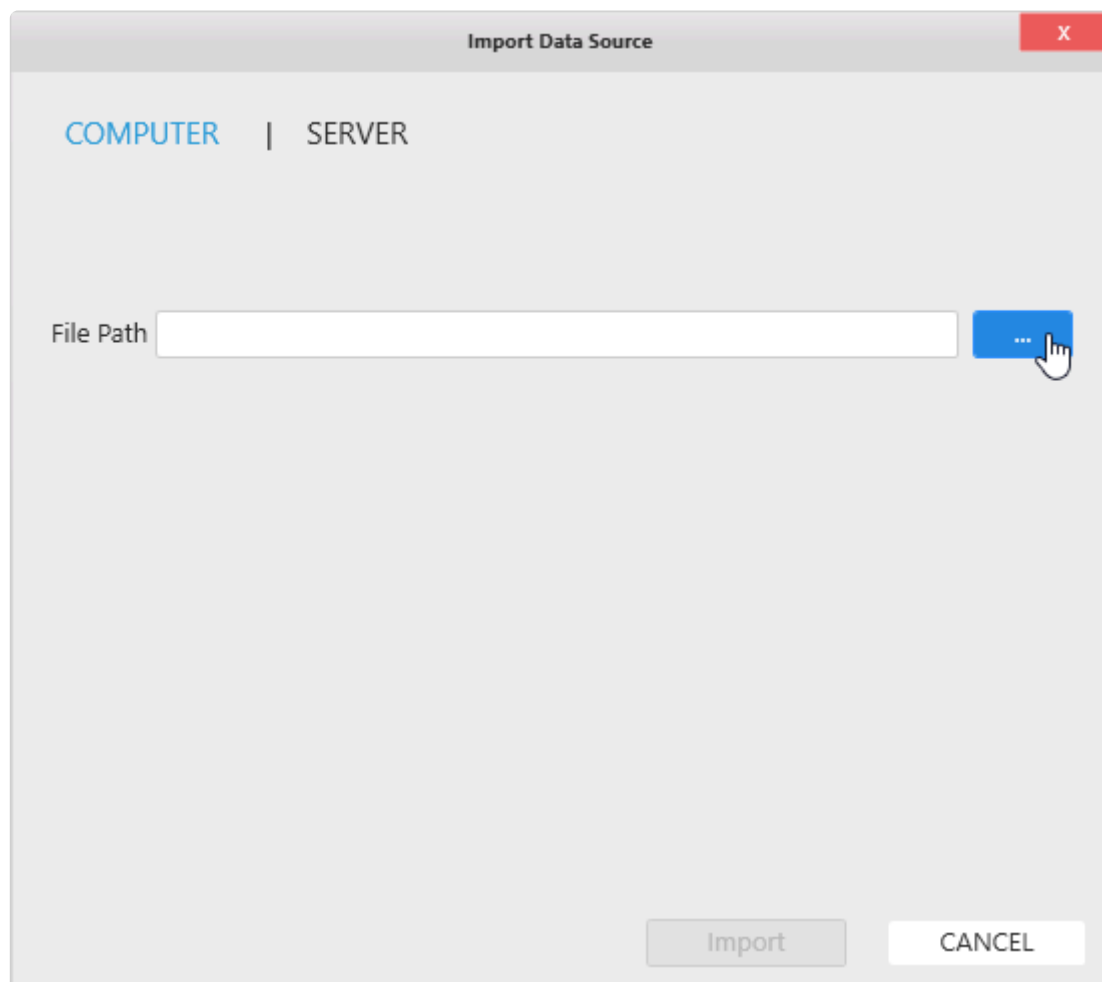 Import Data Source
X
COMPUTER | SERVER
File Path
...
Import
CANCEL